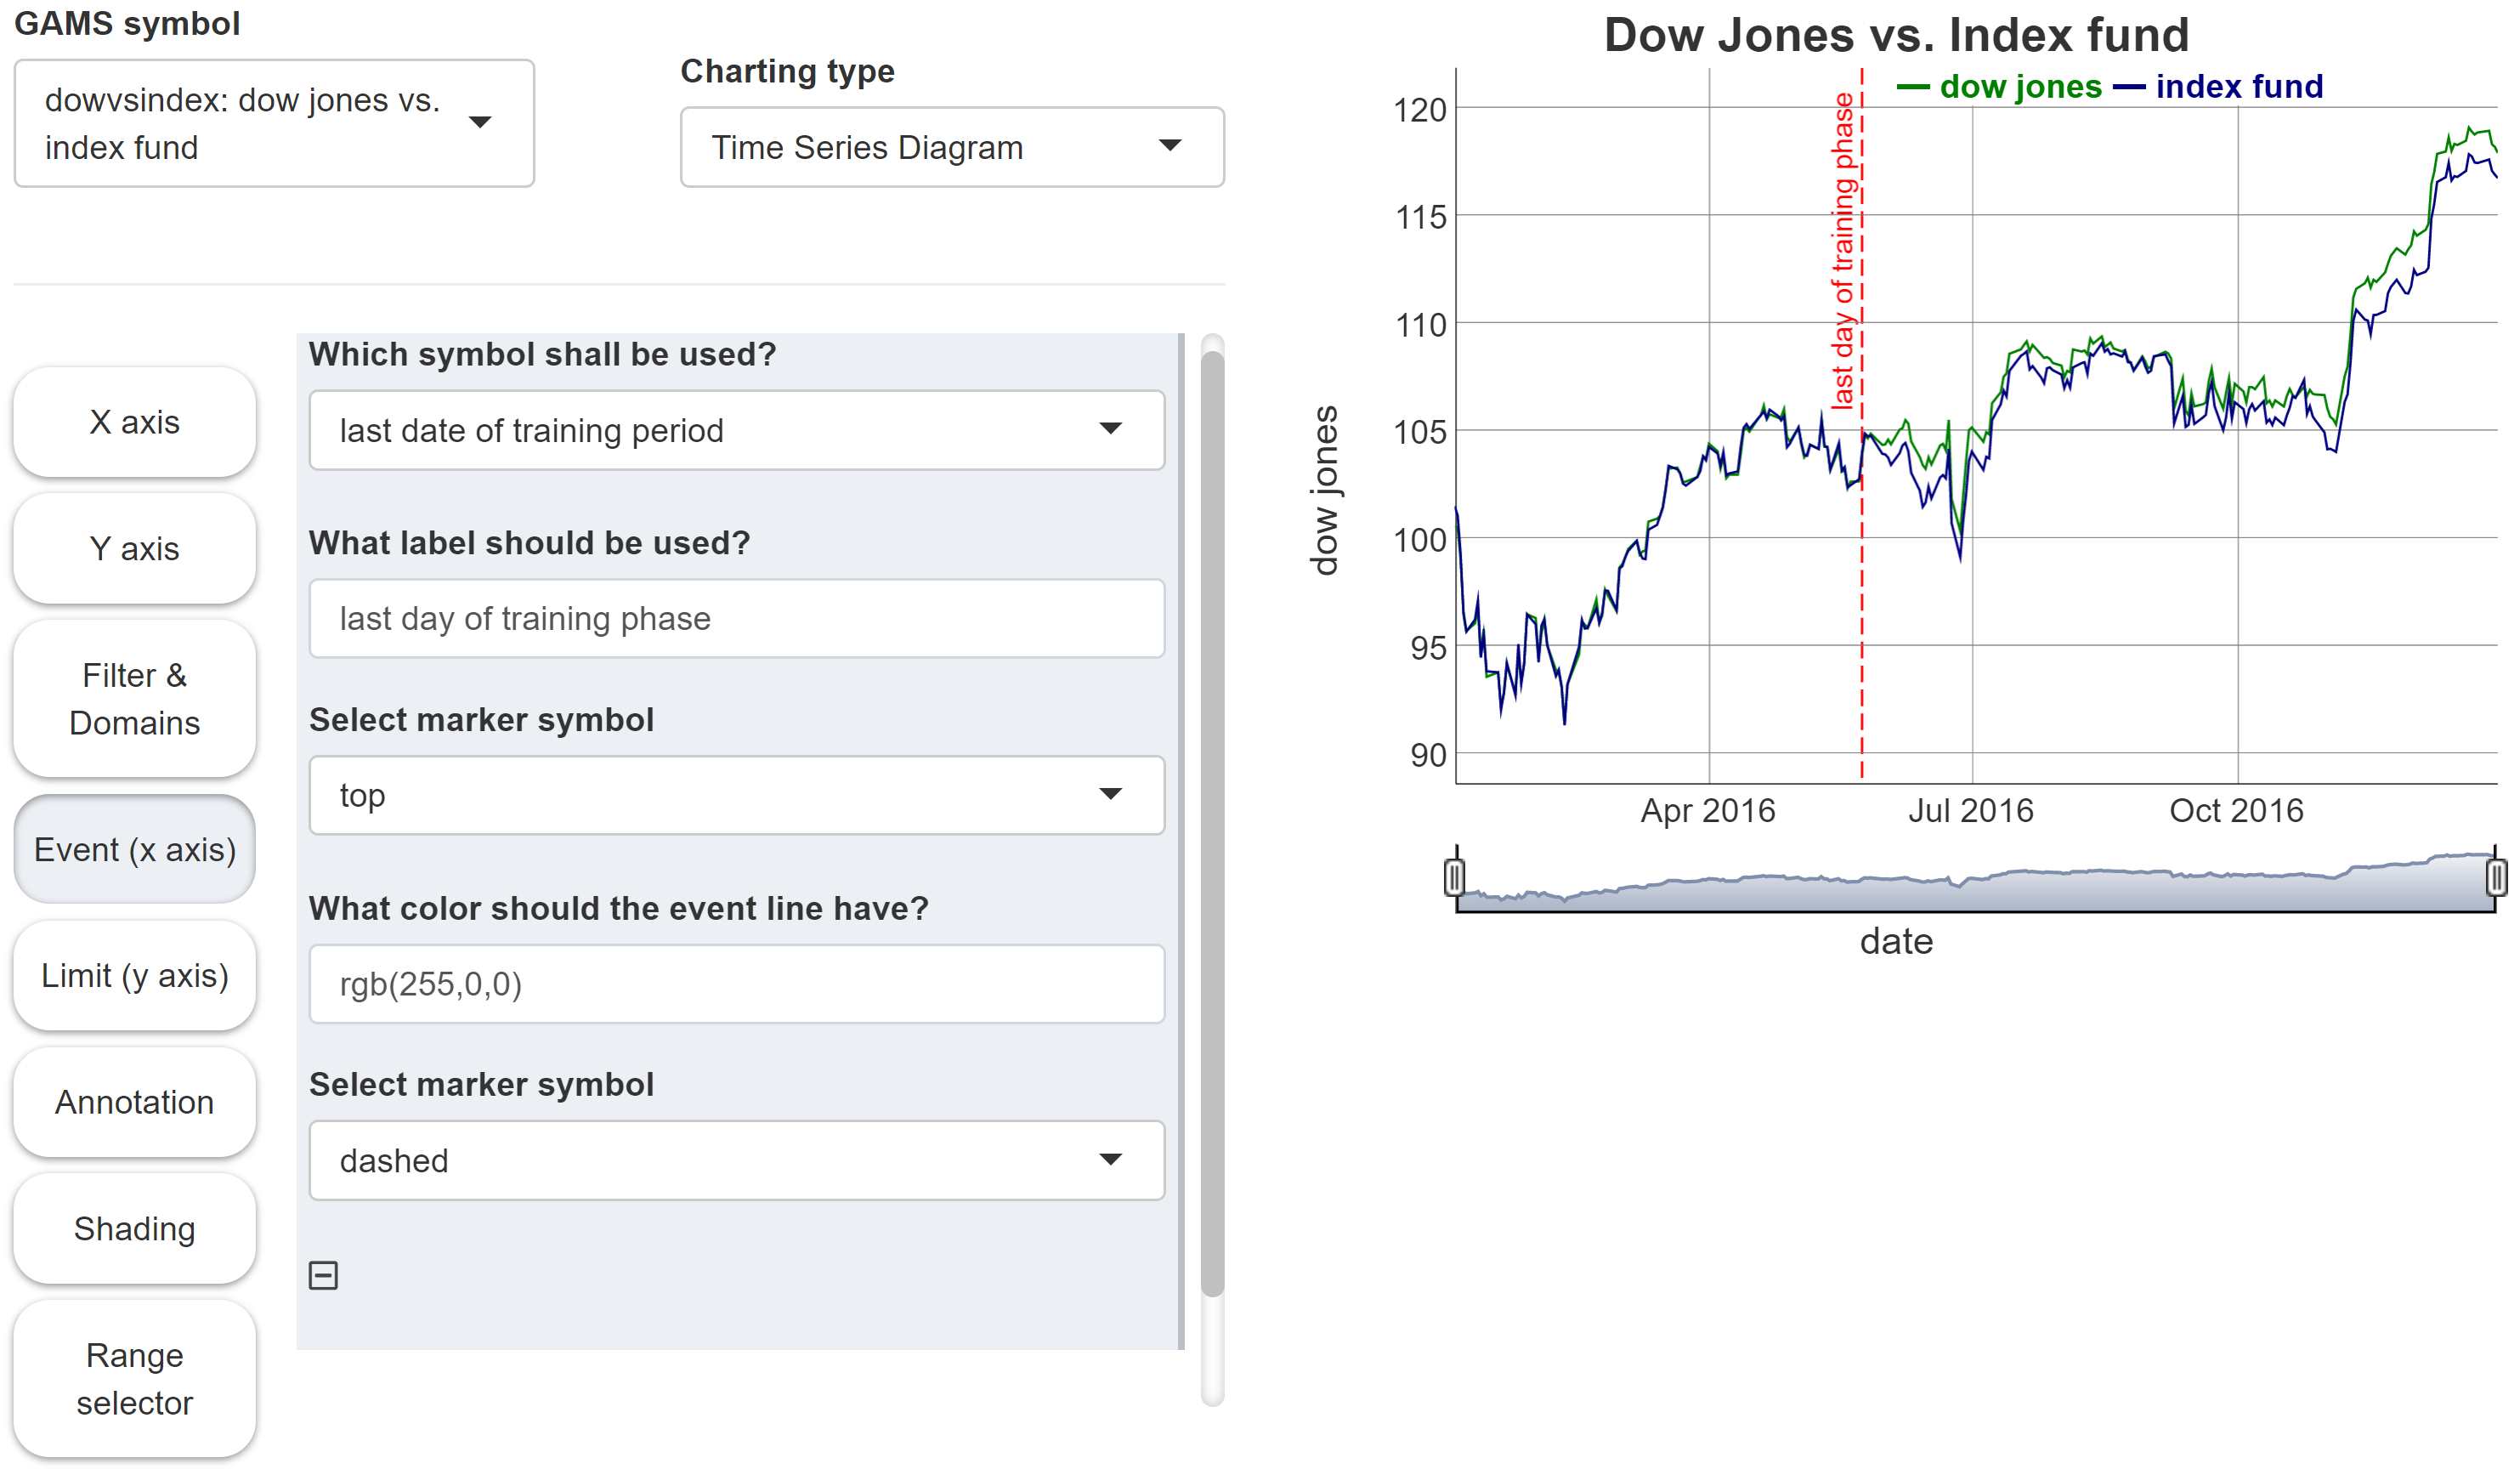 GAMS symbol
dowvsindex: dow jones vs.
index fund
Charting type
Time Series Diagram
X axis
Y axis
Filter &
Domains
Event (x axis)
Limit (y axis)
Annotation
Shading
Range
selector
Which symbol shall be used?
last date of training period
What label should be used?
last day of training phase
Select marker symbol
top
What color should the event line have?
rgb(255,0,0)
Select marker symbol
dashed
Dow Jones vs. Index fund
dow jones index fund
last day of training phase
120
115
110
105
100
95
90
dow jones
Apr 2016
Jul 2016
Oct 2016
date